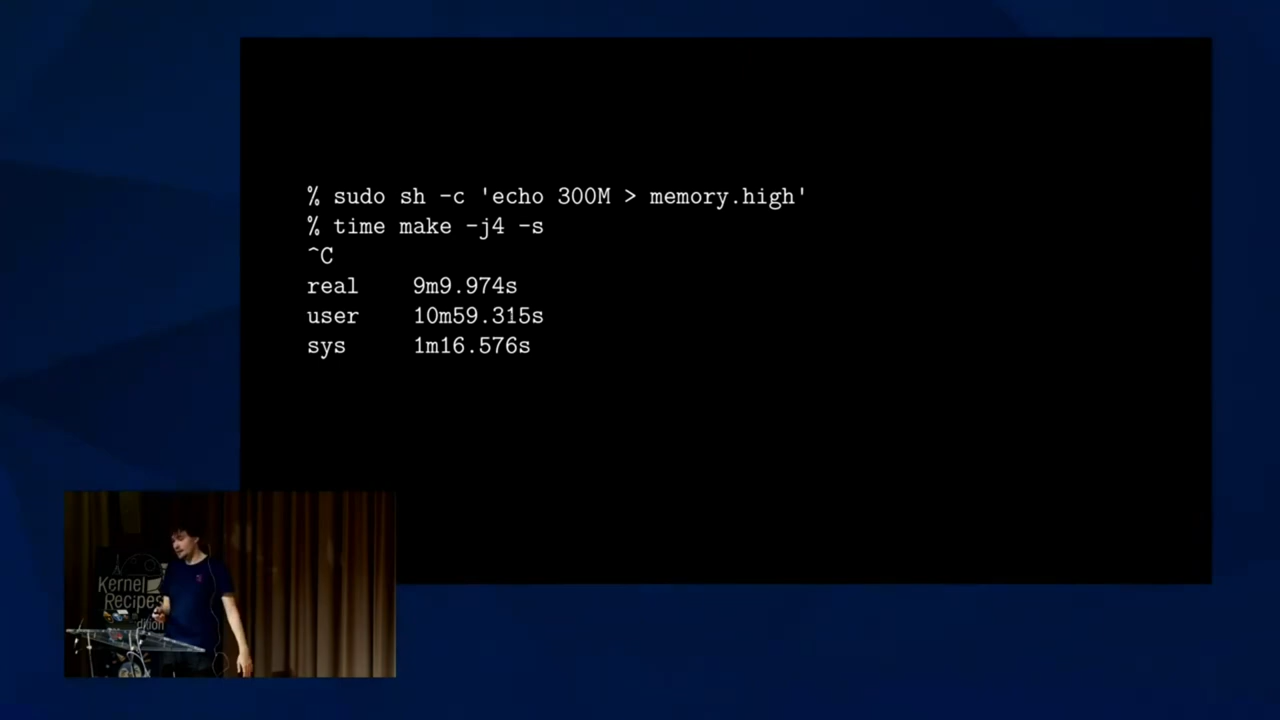 % sudo sh -c 'echo 300M > memory.high'
% time make -j4 -s
^C
real 9m9.974s
user 10m59.315s
sys 1m16.576s
Kernel
Recipes
dition